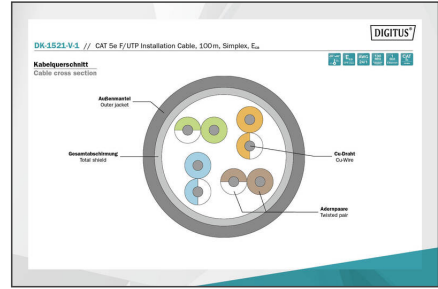 DIGITUS®
DK-1521-V-1 // CAT 5e F/UTP Installation Cable, 100m, Simplex, Eca
Kabelquerschnitt
Cable cross section
Außenmantel
Outer jacket
Gesamtabschirmung
Total shield
Cu-Draht
Cu-Wire
Adernpaare
Twisted pair